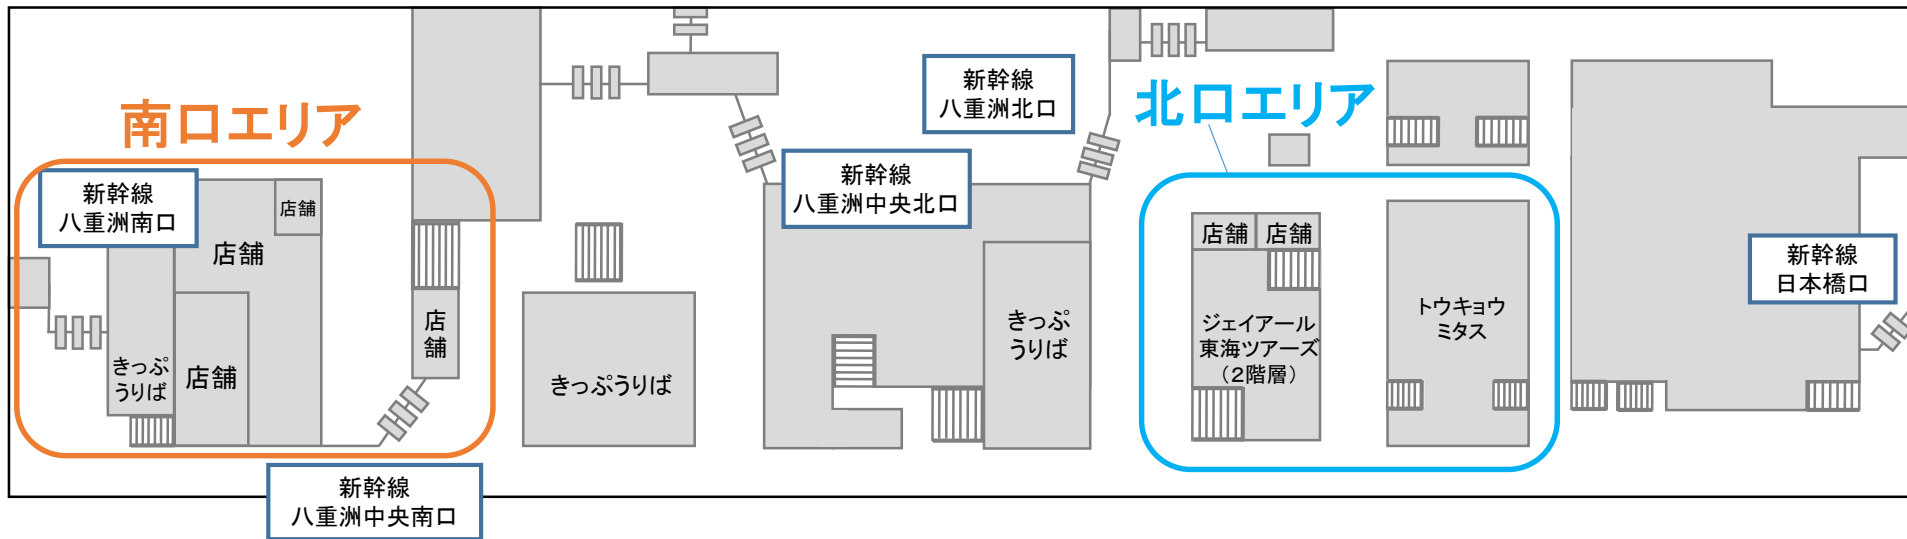 南口エリア
新幹線
八重洲南口
店舗
店舗
店舗
きっぷ
うりば
店
舗
新幹線
八重洲中央南口
きっぷうりば
新幹線
八重洲中央北口
きっぷ
うりば
新幹線
八重洲北口
北口エリア
店舗
店舗
ジェイアール
東海ツアーズ
（２階層）
トウキョウ
ミタス
新幹線
日本橋口